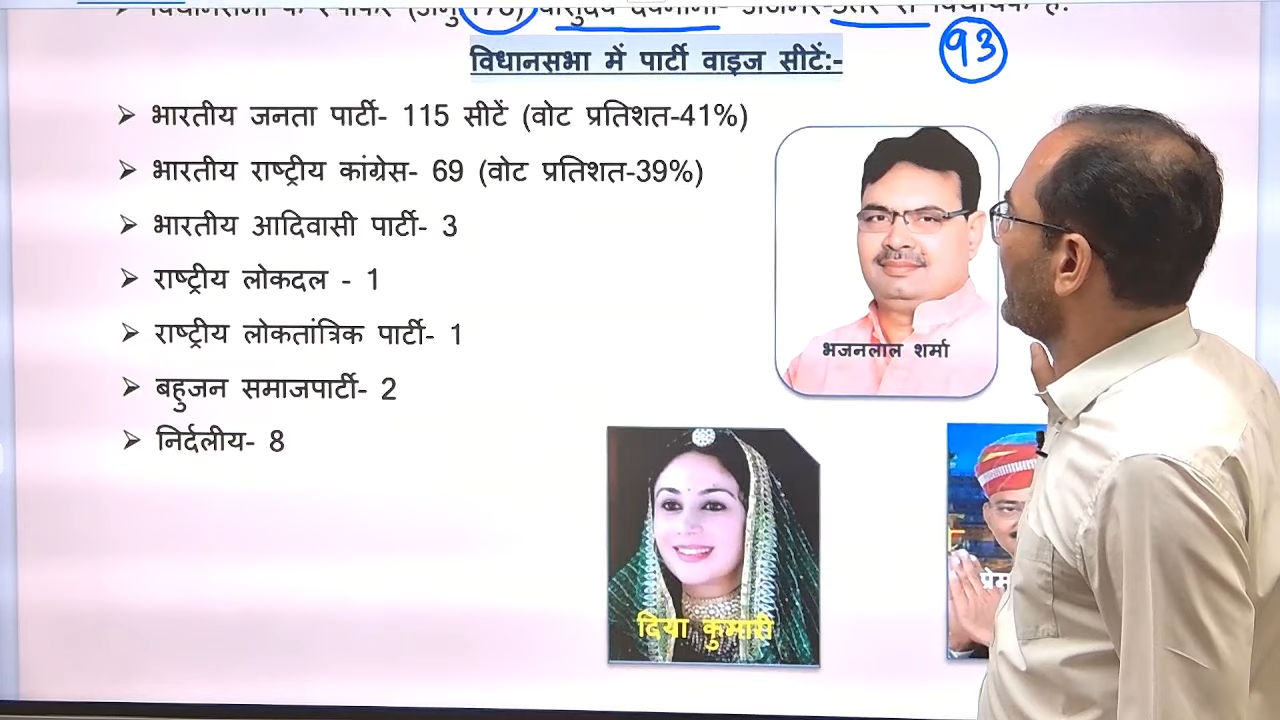 विधानसभा में पार्टी वाइज सीटें:-
93
➢ भारतीय जनता पार्टी- 115 सीटें (वोट प्रतिशत-41%)
➢ भारतीय राष्ट्रीय कांग्रेस- 69 (वोट प्रतिशत-39%)
➢ भारतीय आदिवासी पार्टी- 3
➢ राष्ट्रीय लोकदल - 1
➢ राष्ट्रीय लोकतांत्रिक पार्टी- 1
➢ बहुजन समाजपार्टी- 2
➢ निर्दलीय- 8
भजनलाल शर्मा
दिया कुमारी